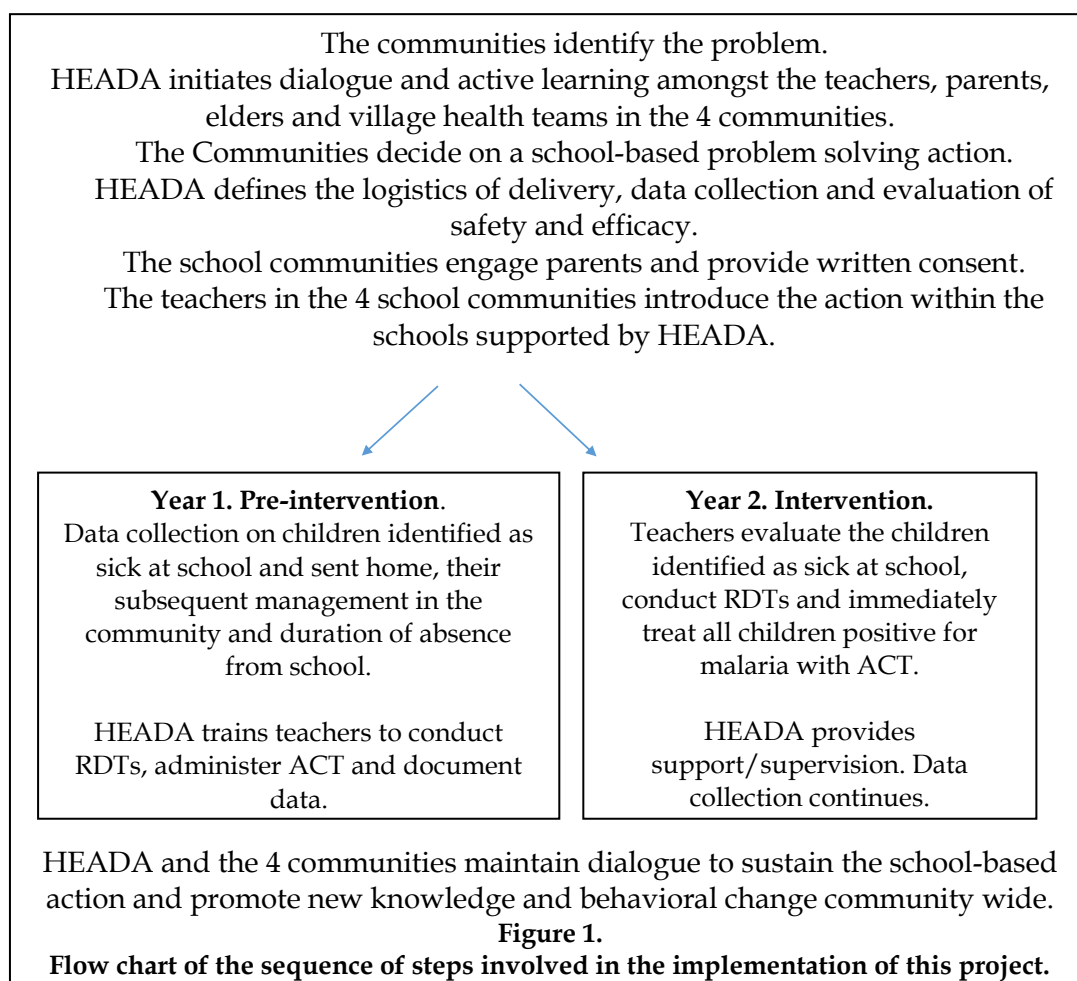 The communities identify the problem.
HEADA initiates dialogue and active learning amongst the teachers, parents,
elders and village health teams in the 4 communities.
The Communities decide on a school-based problem solving action.
HEADA defines the logistics of delivery, data collection and evaluation of
safety and efficacy.
The school communities engage parents and provide written consent.
The teachers in the 4 school communities introduce the action within the
schools supported by HEADA.
Year 1. Pre-intervention.
Data collection on children identified as
sick at school and sent home, their
subsequent management in the
community and duration of absence
from school.
HEADA trains teachers to conduct
RDTs, administer ACT and document
data.
Year 2. Intervention.
Teachers evaluate the children
identified as sick at school,
conduct RDTs and immediately
treat all children positive for
malaria with ACT.
HEADA provides
support/supervision. Data
collection continues.
HEADA and the 4 communities maintain dialogue to sustain the school-based
action and promote new knowledge and behavioral change community wide.
Figure 1.
Flow chart of the sequence of steps involved in the implementation of this project.